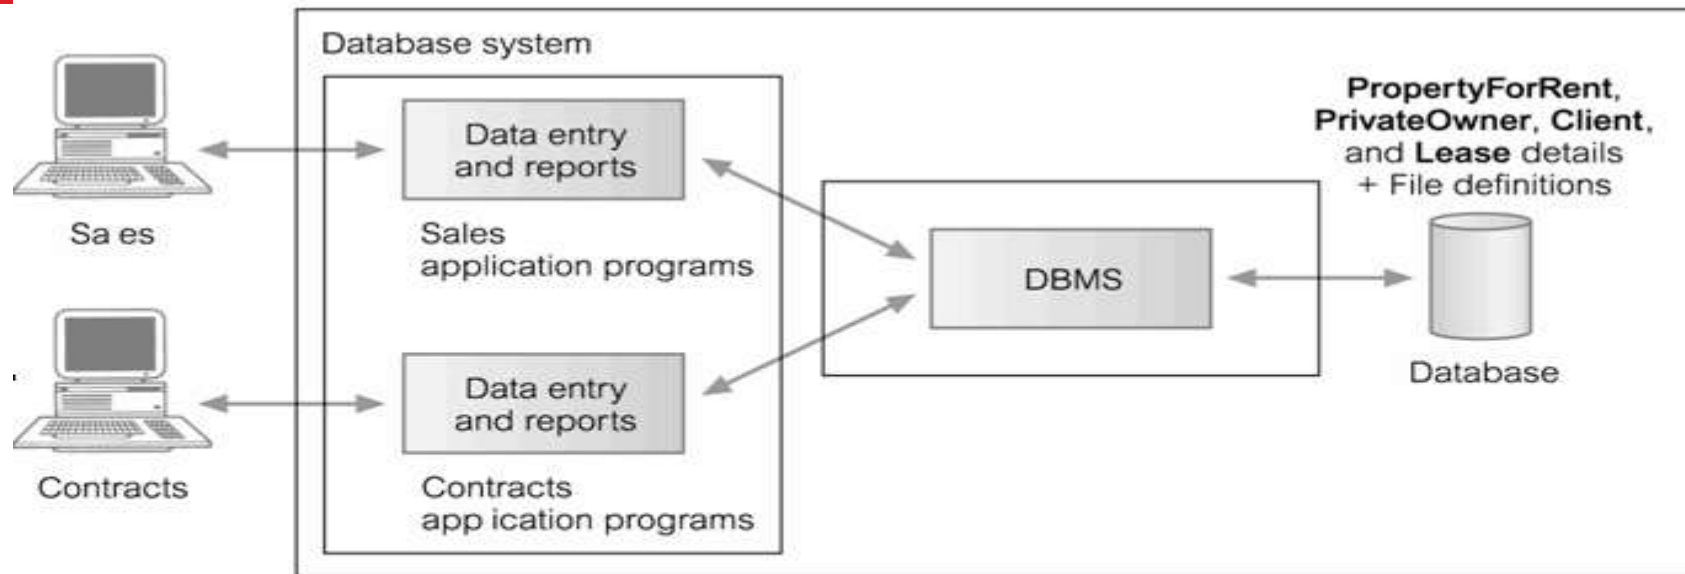 Database system
Data entry
and reports
Sales
application programs
Sa es
DBMS
PropertyForRent,
PrivateOwner, Client,
and Lease details
+ File definitions
Database
Data entry
and reports
Contracts
app ication programs
Contracts